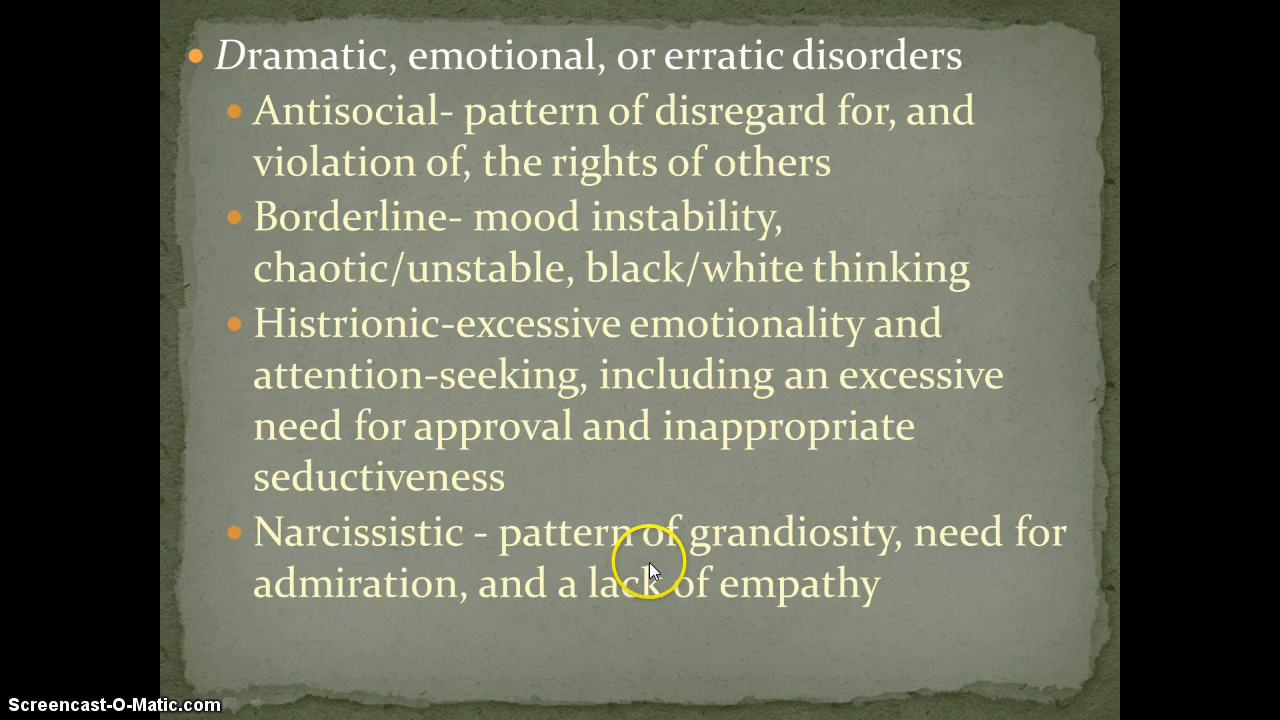 Dramatic, emotional, or erratic disorders
Antisocial- pattern of disregard for, and
violation of, the rights of others
Borderline- mood instability,
chaotic/unstable, black/white thinking
Histrionic-excessive emotionality and
attention-seeking, including an excessive
need for approval and inappropriate
seductiveness
Narcissistic - pattern of grandiosity, need for
admiration, and a lack of empathy
Screencast-O-Matic.com